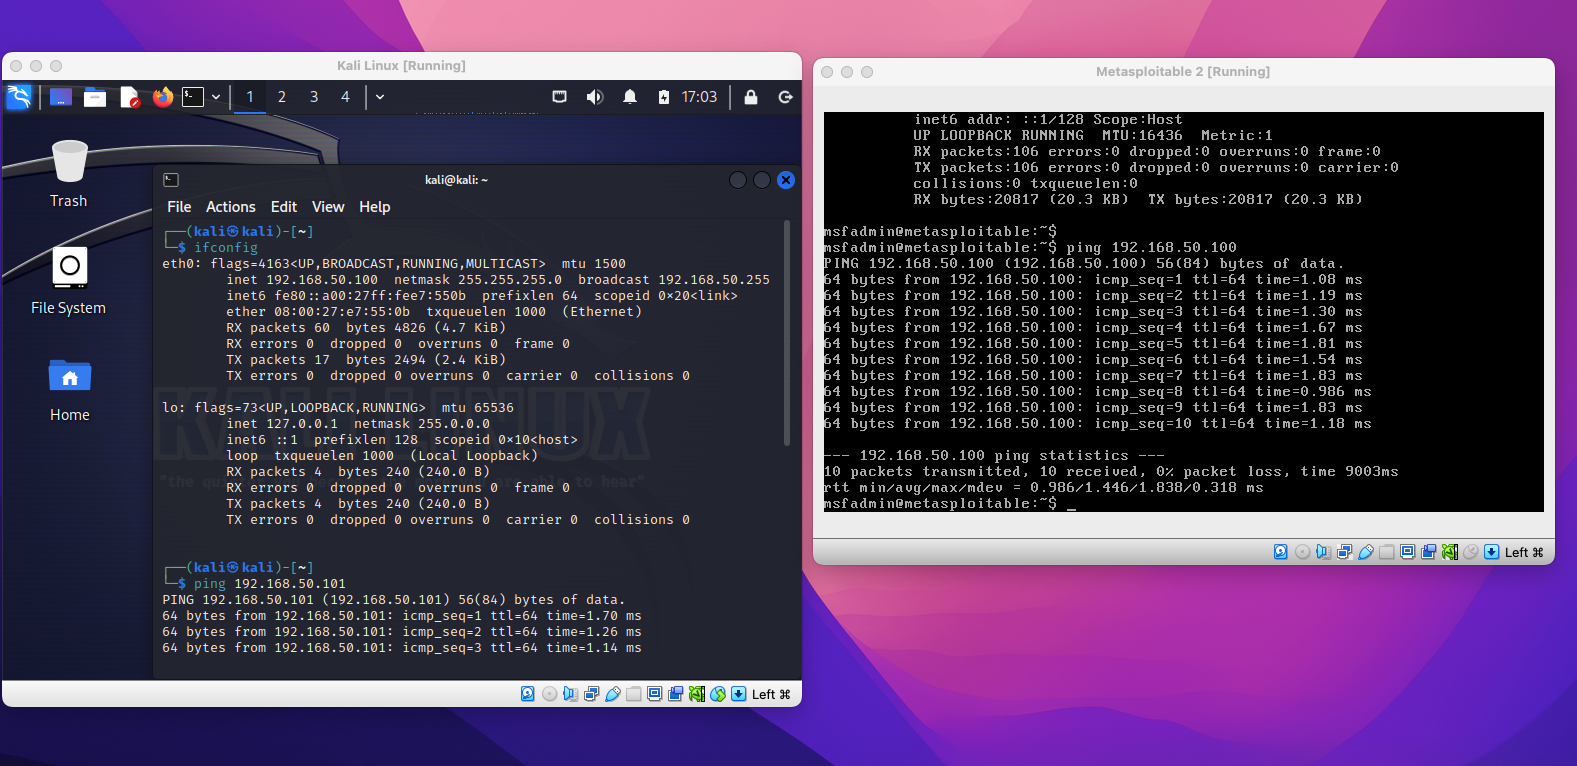 Kali Linux [Running]
1 2 3 4
17:03
Trash
File System
Home
kali@kali: ~
File Actions Edit View Help
┌──(kali㉿kali)-[~]
└─$ ifconfig
eth0: flags=4163<UP,BROADCAST,RUNNING,MULTICAST>  mtu 1500
        inet 192.168.50.100  netmask 255.255.255.0  broadcast 192.168.50.255
        inet6 fe80::a00:27ff:fee7:550b  prefixlen 64  scopeid 0×20<link>
        ether 08:00:27:e7:55:0b  txqueuelen 1000  (Ethernet)
        RX packets 60  bytes 4826 (4.7 KiB)
        RX errors 0  dropped 0  overruns 0  frame 0
        TX packets 17  bytes 2494 (2.4 KiB)
        TX errors 0  dropped 0 overruns 0  carrier 0  collisions 0
lo: flags=73<UP,LOOPBACK,RUNNING>  mtu 65536
        inet 127.0.0.1  netmask 255.0.0.0
        inet6 ::1  prefixlen 128  scopeid 0×10<host>
        loop  txqueuelen 1000  (Local Loopback)
        RX packets 4  bytes 240 (240.0 B)
        RX errors 0  dropped 0  overruns 0  frame 0
        TX packets 4  bytes 240 (240.0 B)
        TX errors 0  dropped 0 overruns 0  carrier 0  collisions 0
┌──(kali㉿kali)-[~]
└─$ ping 192.168.50.101
PING 192.168.50.101 (192.168.50.101) 56(84) bytes of data.
64 bytes from 192.168.50.101: icmp_seq=1 ttl=64 time=1.70 ms
64 bytes from 192.168.50.101: icmp_seq=2 ttl=64 time=1.26 ms
64 bytes from 192.168.50.101: icmp_seq=3 ttl=64 time=1.14 ms
KALI LINUX
Left ⌘
Metasploitable 2 [Running]
inet6 addr: ::1/128 Scope:Host
UP LOOPBACK RUNNING  MTU:16436  Metric:1
RX packets:106 errors:0 dropped:0 overruns:0 frame:0
TX packets:106 errors:0 dropped:0 overruns:0 carrier:0
collisions:0 txqueuelen:0
RX bytes:20817 (20.3 KB)  TX bytes:20817 (20.3 KB)
msfadmin@metasploitable:~$
msfadmin@metasploitable:~$ ping 192.168.50.100
PING 192.168.50.100 (192.168.50.100) 56(84) bytes of data.
64 bytes from 192.168.50.100: icmp_seq=1 ttl=64 time=1.08 ms
64 bytes from 192.168.50.100: icmp_seq=2 ttl=64 time=1.19 ms
64 bytes from 192.168.50.100: icmp_seq=3 ttl=64 time=1.30 ms
64 bytes from 192.168.50.100: icmp_seq=4 ttl=64 time=1.67 ms
64 bytes from 192.168.50.100: icmp_seq=5 ttl=64 time=1.81 ms
64 bytes from 192.168.50.100: icmp_seq=6 ttl=64 time=1.54 ms
64 bytes from 192.168.50.100: icmp_seq=7 ttl=64 time=1.83 ms
64 bytes from 192.168.50.100: icmp_seq=8 ttl=64 time=0.986 ms
64 bytes from 192.168.50.100: icmp_seq=9 ttl=64 time=1.83 ms
64 bytes from 192.168.50.100: icmp_seq=10 ttl=64 time=1.18 ms
--- 192.168.50.100 ping statistics ---
10 packets transmitted, 10 received, 0% packet loss, time 9003ms
rtt min/avg/max/mdev = 0.986/1.446/1.838/0.318 ms
msfadmin@metasploitable:~$ _
Left ⌘